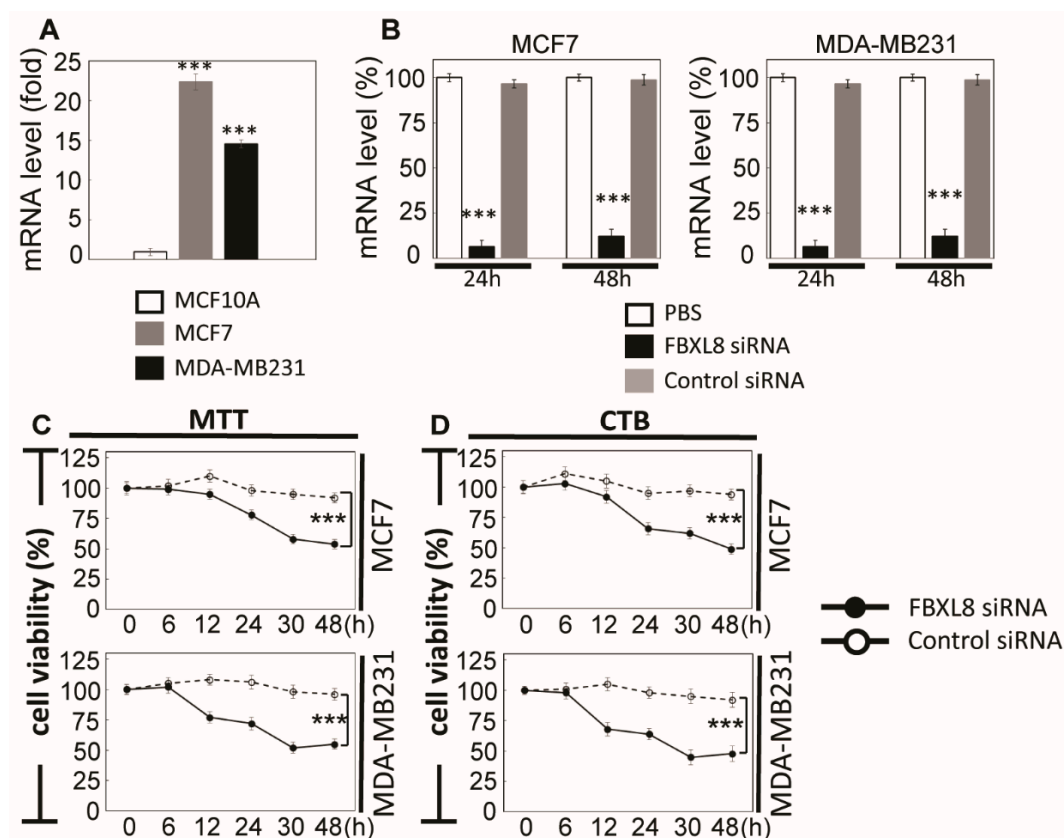 A
mRNA level (fold)
25
20
15
10
5
0
***
***
MCF10A
MCF7
MDA-MB231
B
MCF7
mRNA level (%)
100
75
50
25
0
***
***
24h
48h
MDA-MB231
mRNA level (%)
100
75
50
25
0
***
***
24h
48h
PBS
FBXL8 siRNA
Control siRNA
C
MTT
cell viability (%)
125
100
75
50
25
0
***
0 6 12 24 30 48(h)
MCF7
125
100
75
50
25
0
***
0 6 12 24 30 48(h)
MDA-MB231
D
CTB
cell viability (%)
125
100
75
50
25
0
***
0 6 12 24 30 48(h)
MCF7
125
100
75
50
25
0
***
0 6 12 24 30 48(h)
MDA-MB231
FBXL8 siRNA
Control siRNA